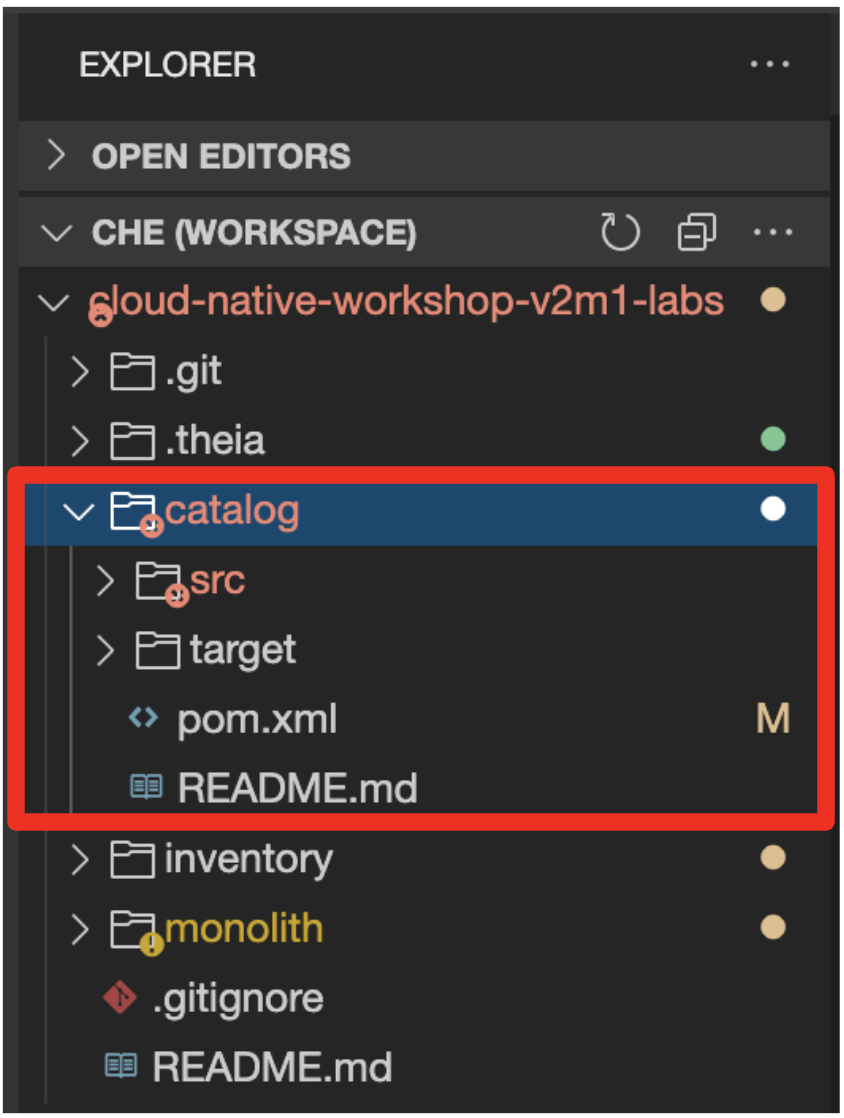 EXPLORER
OPEN EDITORS
CHE (WORKSPACE)
cloud-native-workshop-v2m1-labs
.git
.theia
catalog
src
target
pom.xml M
README.md
inventory
monolith
.gitignore
README.md